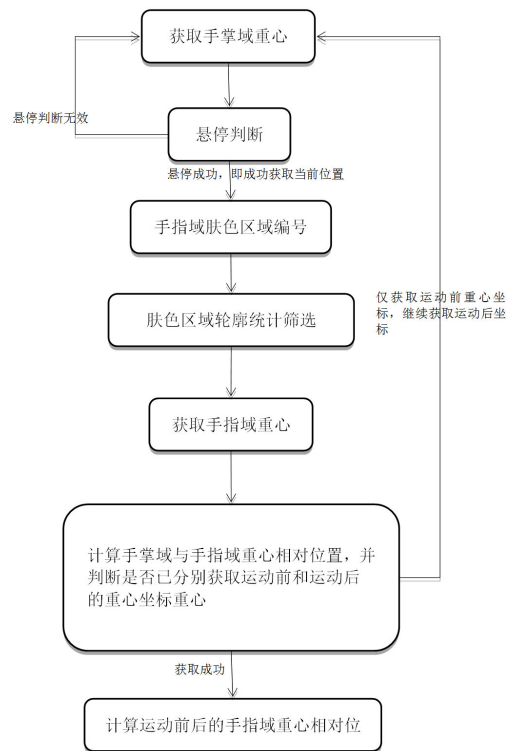 获取手掌域重心
悬停判断无效
悬停判断
悬停成功，即成功获取当前位置
手指域肤色区域编号
仅获取运动前重心坐
标，继续获取运动后坐
标
肤色区域轮廓统计筛选
获取手指域重心
计算手掌域与手指域重心相对位置，并
判断是否已分别获取运动前和运动后
的重心坐标重心
获取成功
计算运动前后的手指域重心相对位